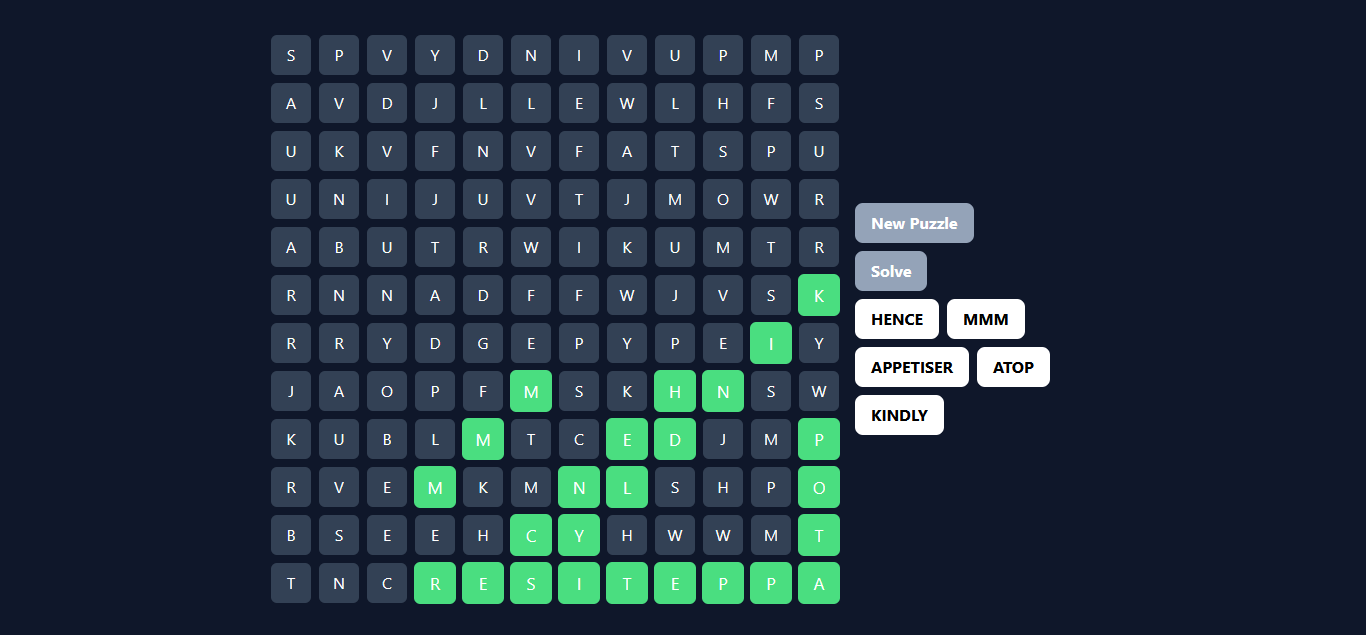 S P V Y D N I V U P M P
A V D J L L E W L H F S
U K V F N V F A T S P U
U N I J U V T J M O W R
A B U T R W I K U M T R
R N N A D F F W J V S K
R R Y D G E P Y P E I Y
J A O P F M S K H N S W
K U B L M T C E D J M P
R V E M K M N L S H P O
B S E E H C Y H W W M T
T N C R E S I T E P P A
New Puzzle
Solve
HENCE MMM
APPETISER ATOP
KINDLY